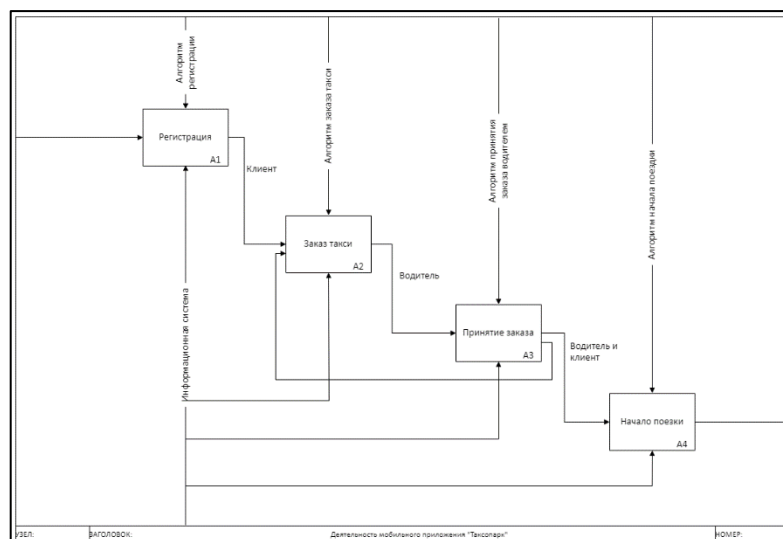 Алгоритм
регистрации
Алгоритм заказа такси
Алгоритм принятия
заказа водителем
Алгоритм начала поездки
Регистрация
A1
Клиент
Заказ такси
A2
Водитель
Информационная система
Принятие заказа
A3
Водитель и
клиент
Начало поезки
A4
УЗЕЛ:
ЗАГОЛОВОК:
Деятельность мобильного приложения "Таксопарк"
НОМЕР: